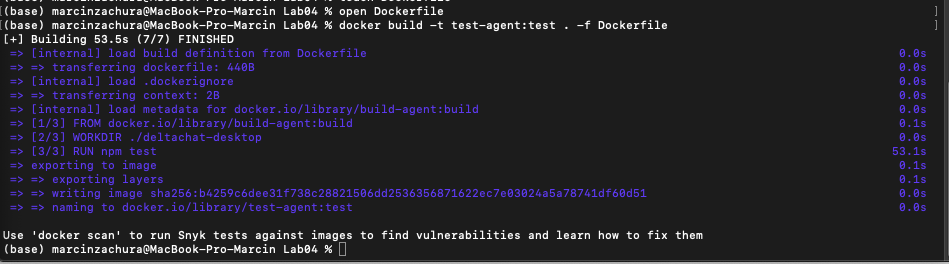 (base) marcinzachura@MacBook-Pro-Marcin Lab04 % open Dockerfile
(base) marcinzachura@MacBook-Pro-Marcin Lab04 % docker build -t test-agent:test . -f Dockerfile
[+] Building 53.5s (7/7) FINISHED
=> [internal] load build definition from Dockerfile 0.0s
=> => transferring dockerfile: 440B 0.0s
=> [internal] load .dockerignore 0.0s
=> => transferring context: 2B 0.0s
=> [internal] load metadata for docker.io/library/build-agent:build 0.0s
=> [1/3] FROM docker.io/library/build-agent:build 0.1s
=> [2/3] WORKDIR ./deltachat-desktop 0.0s
=> [3/3] RUN npm test 53.1s
=> exporting to image 0.1s
=> => exporting layers 0.1s
=> => writing image sha256:b4259c6dee31f738c28821506dd2536356871622ec7e03024a5a78741df60d51 0.0s
=> => naming to docker.io/library/test-agent:test 0.0s
Use 'docker scan' to run Snyk tests against images to find vulnerabilities and learn how to fix them
(base) marcinzachura@MacBook-Pro-Marcin Lab04 %